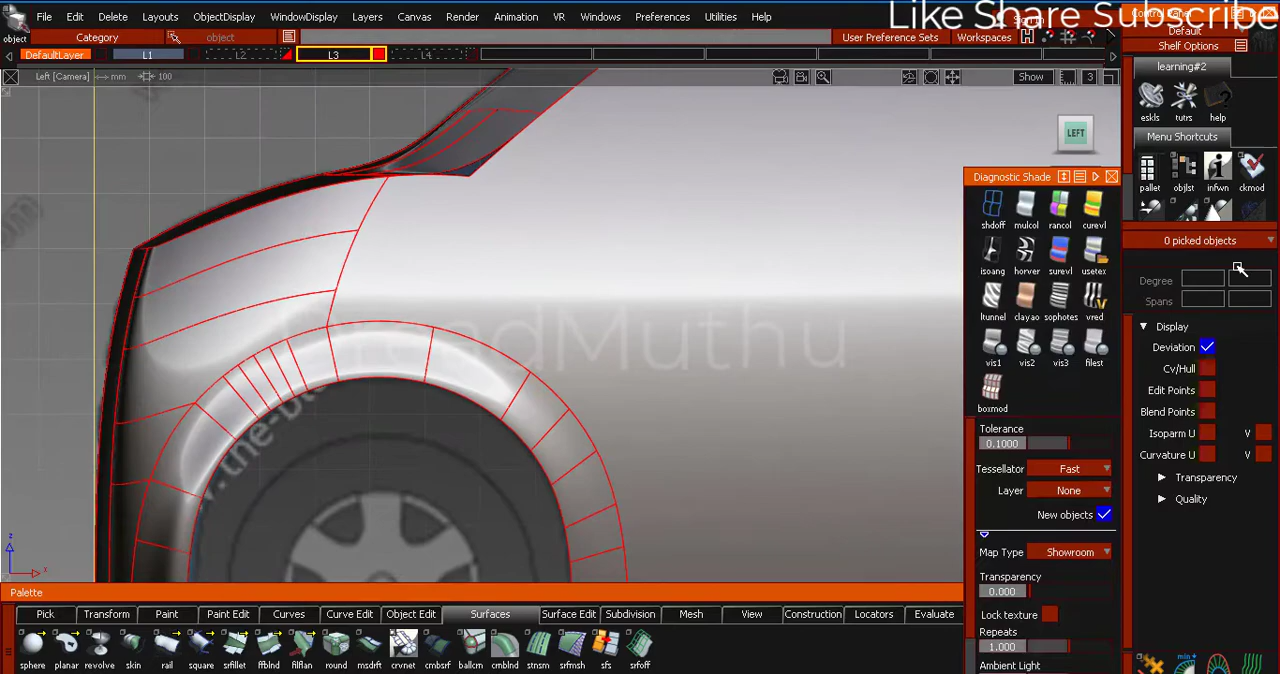 File Edit Delete Layouts ObjectDisplay WindowDisplay Layers Canvas Render Animation VR Windows Preferences Utilities Help
Like Share Subscribe
object Category object User Preference Sets Workspaces
Control Panel
Default
Shelf Options
DefaultLayer L1 L2 L3 L4
Left [Camera] mm 100 Show 3
learning#2
eskls tutrs help
Menu Shortcuts
pallet objlst infwn ckmod
LEFT
Diagnostic Shade
shdoff mulcol rancol curevl
isoang horver surevl usetex
ltunnel clayao sophotes vred
vis1 vis2 vis3 filest
boxmod
Tolerance
0.1000
Tessellator Fast
Layer None
New objects
Map Type Showroom
Transparency
0.000
Lock texture
Repeats
1.000
Ambient Light
0 picked objects
Degree
Spans
Display
Deviation
Cv/Hull
Edit Points
Blend Points
Isoparm U V
Curvature U V
Transparency
Quality
Palette
Pick Transform Paint Paint Edit Curves Curve Edit Object Edit Surfaces Surface Edit Subdivision Mesh View Construction Locators Evaluate
sphere planar revolve skin rail square srfillet ffblnd filflan round msdrft crvnet cmbsrf ballcrn cmblnd stnsm srfmsh sfs srfoff